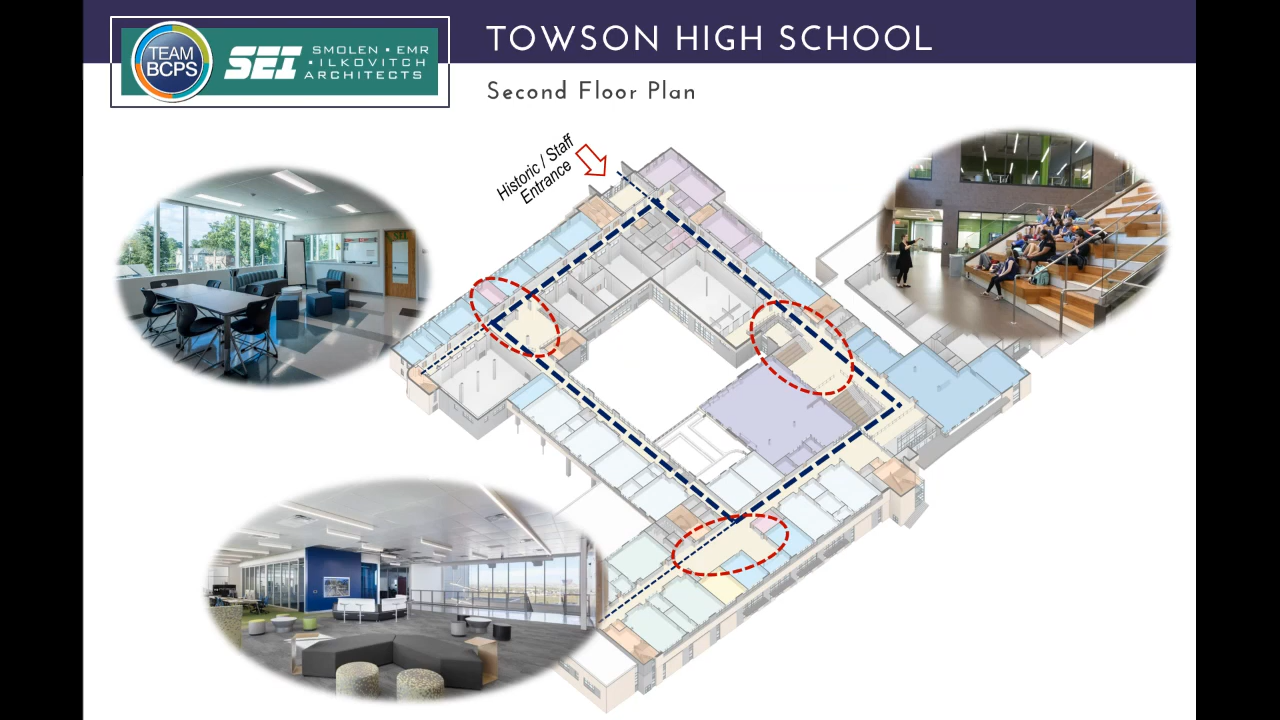 TEAM
BCPS
SEI
SMOLEN • EMR
• ILKOVITCH
ARCHITECTS
TOWSON HIGH SCHOOL
Second Floor Plan
Historic / Staff
Entrance